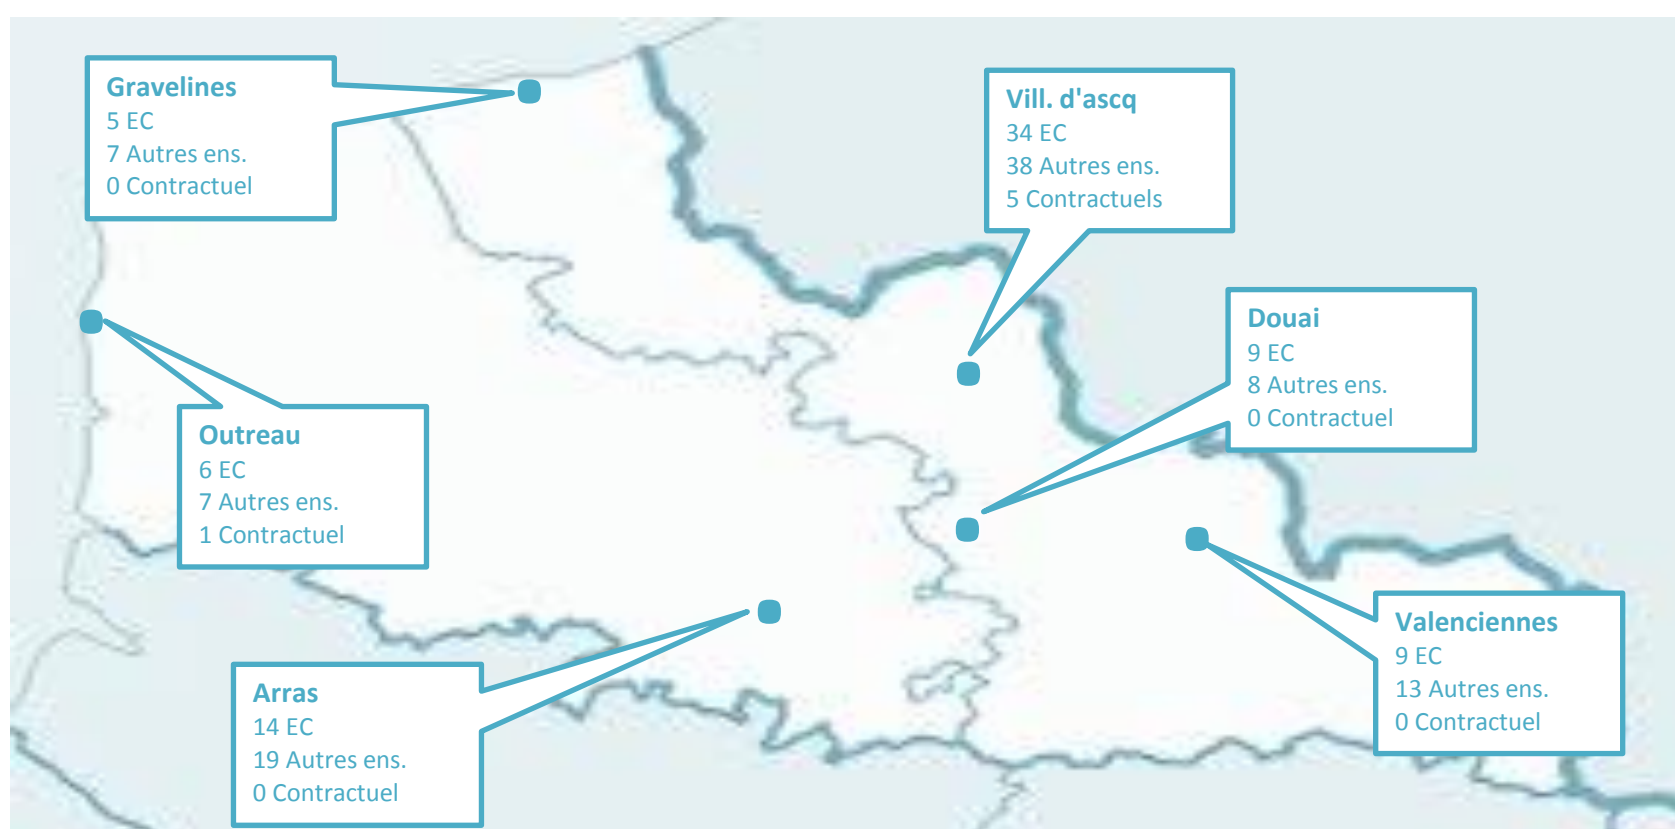 Gravelines
5 EC
7 Autres ens.
0 Contractuel
Vill. d'ascq
34 EC
38 Autres ens.
5 Contractuels
Douai
9 EC
8 Autres ens.
0 Contractuel
Outreau
6 EC
7 Autres ens.
1 Contractuel
Valenciennes
9 EC
13 Autres ens.
0 Contractuel
Arras
14 EC
19 Autres ens.
0 Contractuel